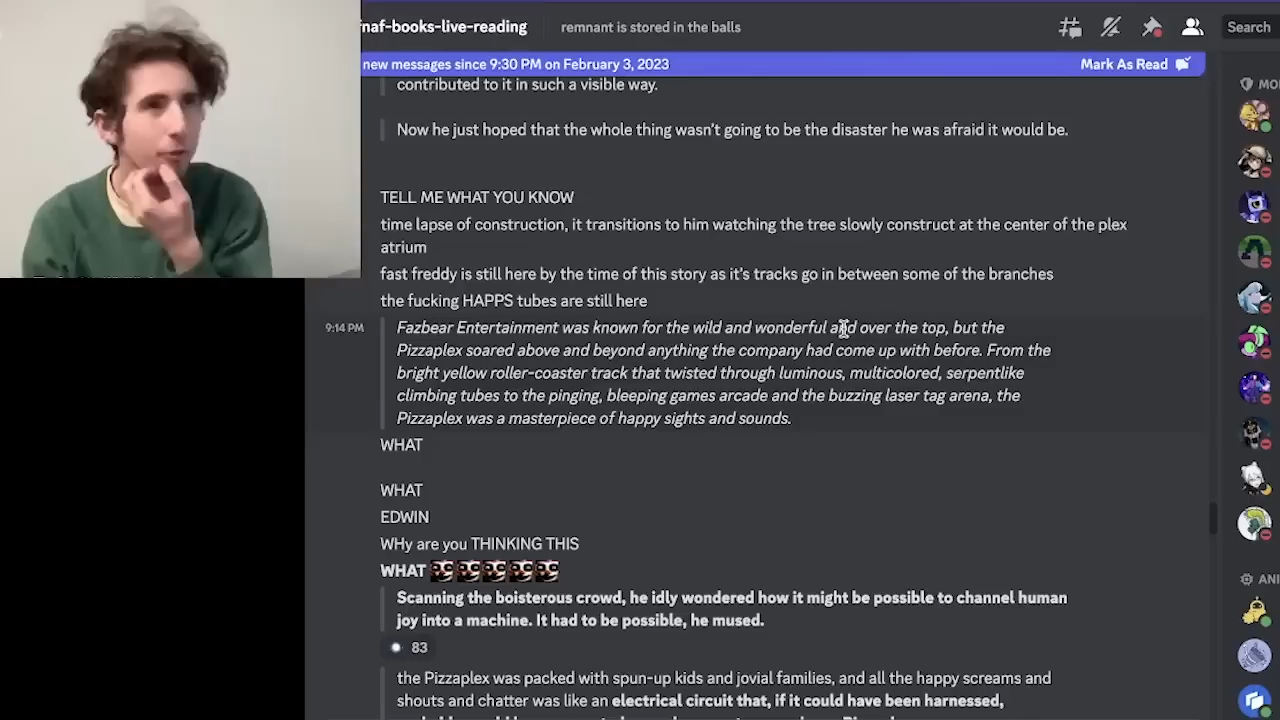 fnaf-books-live-reading remnant is stored in the balls Search
new messages since 9:30 PM on February 3, 2023 Mark As Read
contributed to it in such a visible way.
MO
Now he just hoped that the whole thing wasn't going to be the disaster he was afraid it would be.
TELL ME WHAT YOU KNOW
time lapse of construction, it transitions to him watching the tree slowly construct at the center of the plex
atrium
fast freddy is still here by the time of this story as it's tracks go in between some of the branches
the fucking HAPPS tubes are still here
9:14 PM Fazbear Entertainment was known for the wild and wonderful and over the top, but the
Pizzaplex soared above and beyond anything the company had come up with before. From the
bright yellow roller-coaster track that twisted through luminous, multicolored, serpentlike
climbing tubes to the pinging, bleeping games arcade and the buzzing laser tag arena, the
Pizzaplex was a masterpiece of happy sights and sounds.
WHAT
WHAT
EDWIN
WHy are you THINKING THIS
WHAT
ANI
Scanning the boisterous crowd, he idly wondered how it might be possible to channel human
joy into a machine. It had to be possible, he mused.
83
the Pizzaplex was packed with spun-up kids and jovial families, and all the happy screams and
shouts and chatter was like an electrical circuit that, if it could have been harnessed,